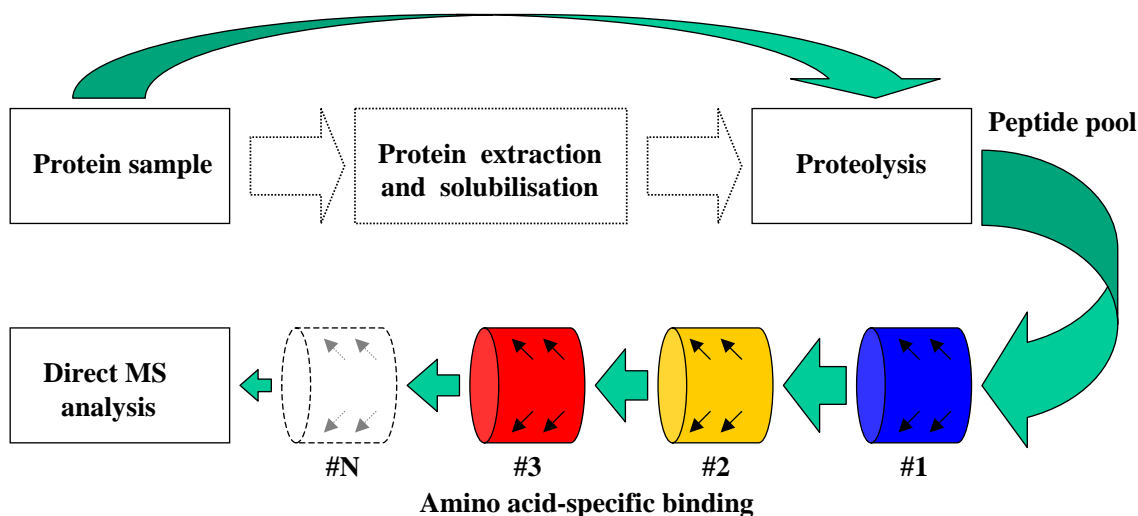 Peptide pool
Protein sample
Protein extraction
and solubilisation
Proteolysis
Direct MS
analysis
#N
#3
#2
#1
Amino acid-specific binding